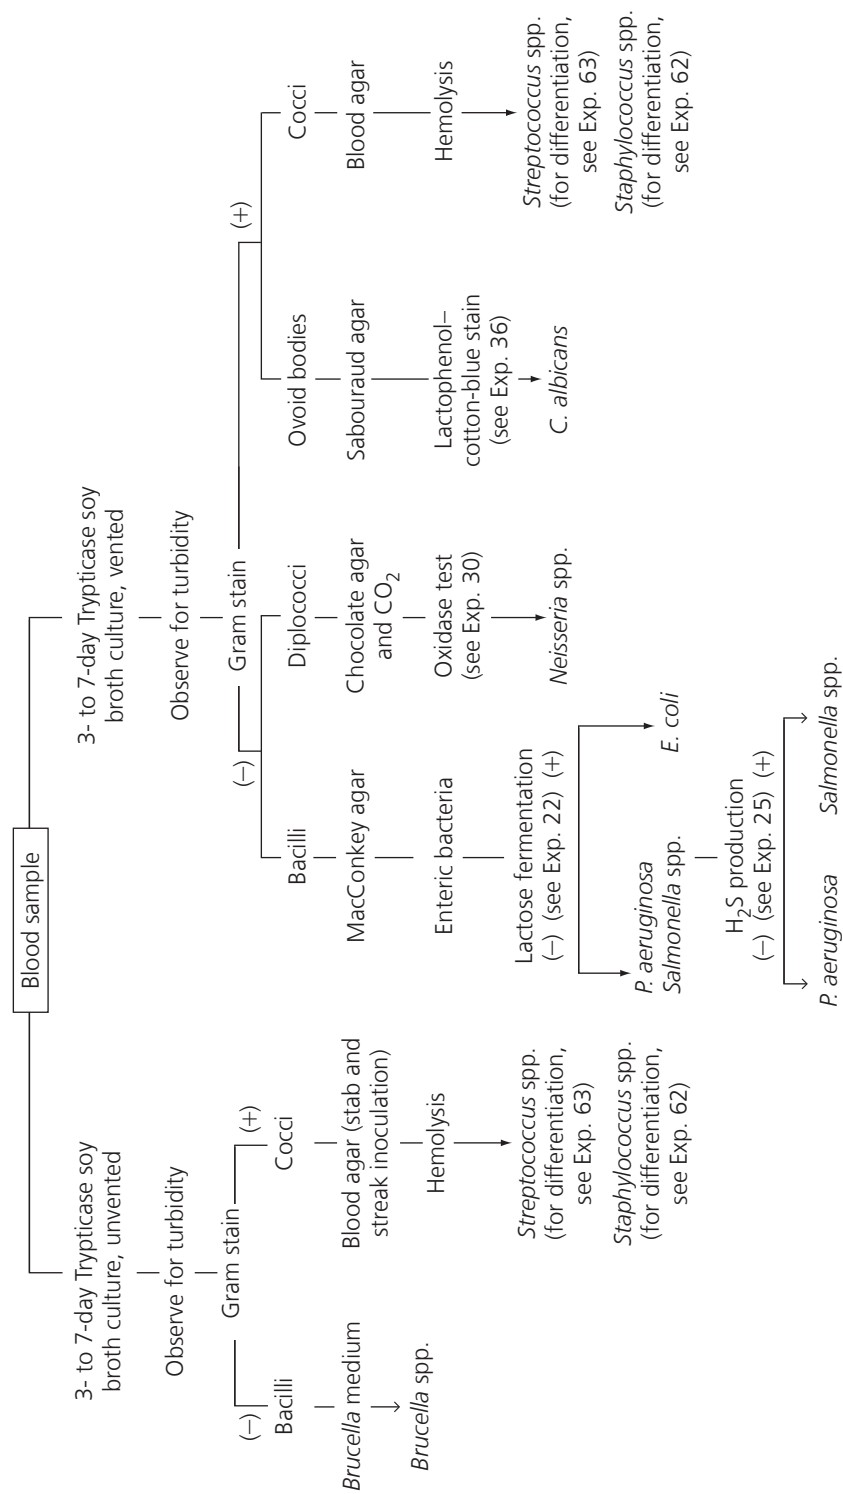 Blood sample
3- to 7-day Trypticase soy
broth culture, unvented
Observe for turbidity
Gram stain
(–)
Bacilli
Brucella medium
Brucella spp.
(+)
Cocci
Blood agar (stab and
streak inoculation)
Hemolysis
Streptococcus spp.
(for differentiation,
see Exp. 63)
Staphylococcus spp.
(for differentiation,
see Exp. 62)
3- to 7-day Trypticase soy
broth culture, vented
Observe for turbidity
Gram stain
(–)
Bacilli
MacConkey agar
Enteric bacteria
Lactose fermentation
(–) (see Exp. 22) (+)
P. aeruginosa
Salmonella spp.
E. coli
H₂S production
(–) (see Exp. 25) (+)
P. aeruginosa
Salmonella spp.
Diplococci
Chocolate agar
and CO₂
Oxidase test
(see Exp. 30)
Neisseria spp.
(+)
Ovoid bodies
Sabouraud agar
Lactophenol–
cotton-blue stain
(see Exp. 36)
C. albicans
Cocci
Blood agar
Hemolysis
Streptococcus spp.
(for differentiation,
see Exp. 63)
Staphylococcus spp.
(for differentiation,
see Exp. 62)